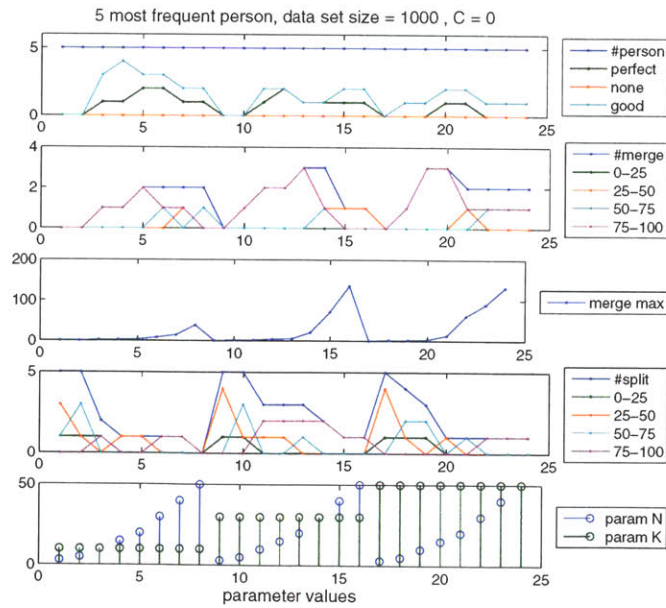 5 most frequent person, data set size = 1000 , C = 0
5
0
0 5 10 15 20 25
#person
perfect
none
good
4
2
0
0 5 10 15 20 25
#merge
0-25
25-50
50-75
75-100
200
100
0
0 5 10 15 20 25
merge max
5
0
0 5 10 15 20 25
#split
0-25
25-50
50-75
75-100
50
0
0 5 10 15 20 25
param N
param K
parameter values